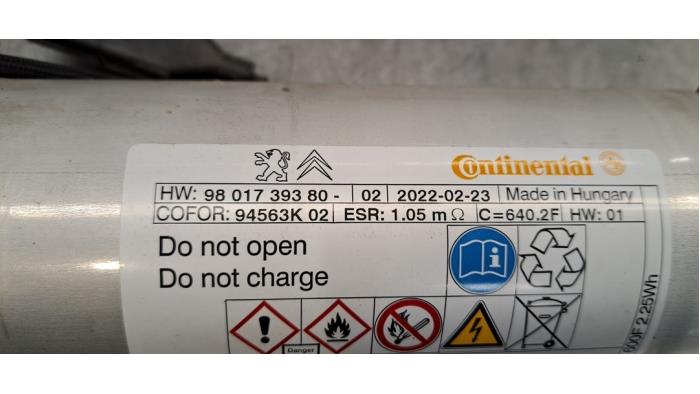 Continental
HW: 98 017 393 80 - 02 2022-02-23 Made in Hungary
COFOR: 94563K 02 ESR: 1.05 m Ω C=640.2F HW: 01
Do not open
Do not charge
Danger
600F 2.25Wh